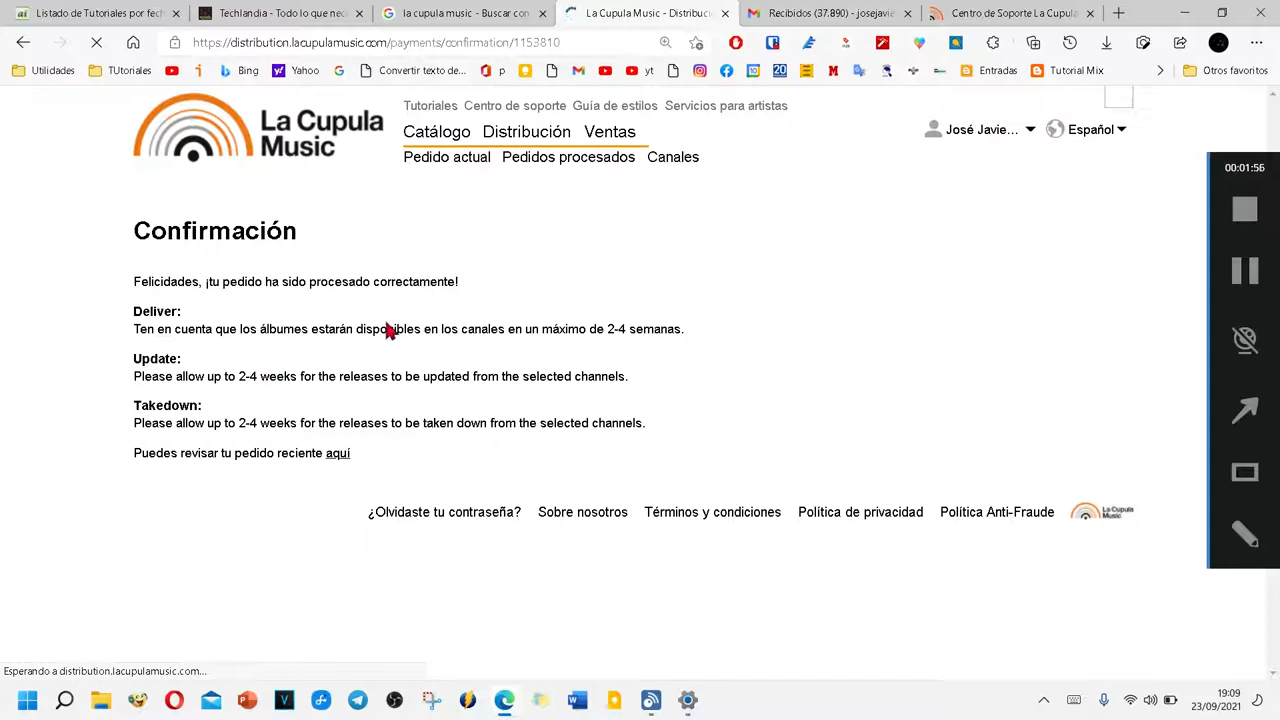 Listado de Tutoriales por tech
Techlandia - Todo lo que nece
la cupula music - Buscar con
La Cupula Music - Distribuci
Recibidos (37.890) - josejavie
Centro de Soporte La Cupul
https://distribution.lacupulamusic.com/payments/confirmation/1153810
Utilidades
TUtoriales
i
Bing
Yahoo
Convertir texto de...
p
yt
Entradas
Tutorial Mix
Otros favoritos
La Cupula
Music
Tutoriales Centro de soporte Guía de estilos Servicios para artistas
Catálogo Distribución Ventas
Pedido actual Pedidos procesados Canales
José Javie...
Español
00:01:56
Confirmación
Felicidades, ¡tu pedido ha sido procesado correctamente!
Deliver:
Ten en cuenta que los álbumes estarán disponibles en los canales en un máximo de 2-4 semanas.
Update:
Please allow up to 2-4 weeks for the releases to be updated from the selected channels.
Takedown:
Please allow up to 2-4 weeks for the releases to be taken down from the selected channels.
Puedes revisar tu pedido reciente aquí
¿Olvidaste tu contraseña? Sobre nosotros Términos y condiciones Política de privacidad Política Anti-Fraude
La Cupula
Music
Esperando a distribution.lacupulamusic.com...
19:09
23/09/2021